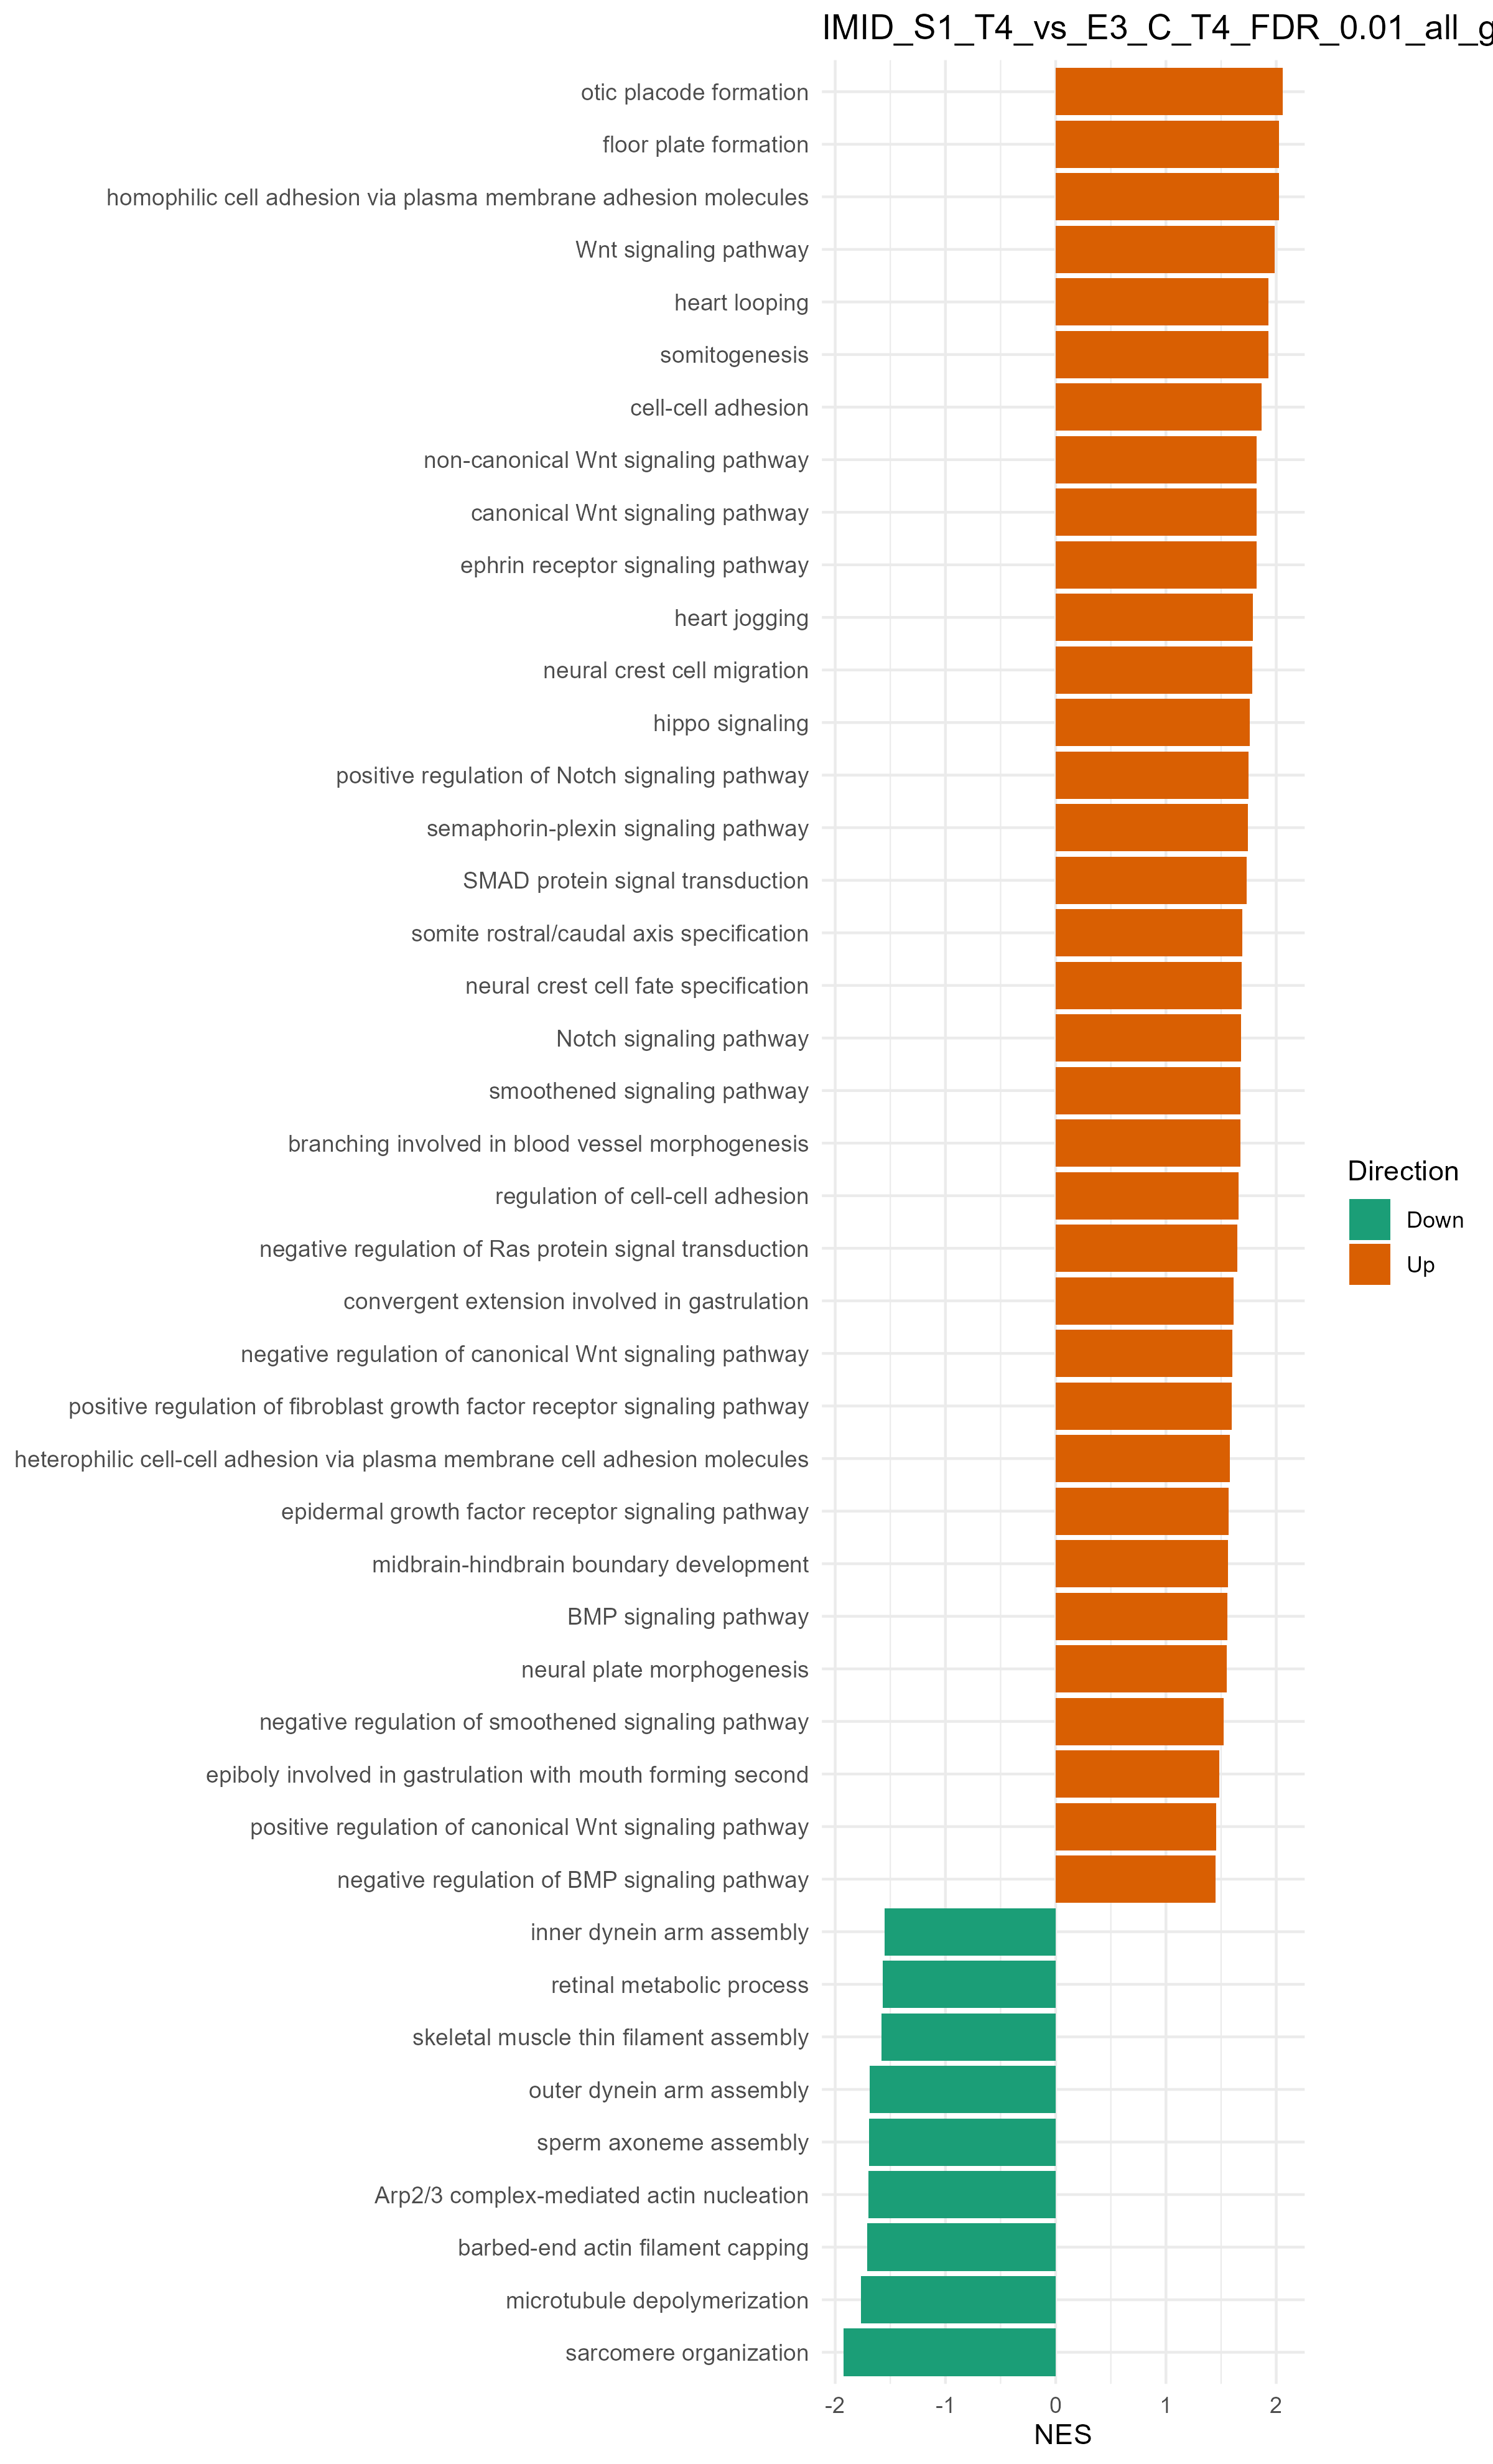 IMID_S1_T4_vs_E3_C_T4_FDR_0.01_all_g
otic placode formation
floor plate formation
homophilic cell adhesion via plasma membrane adhesion molecules
Wnt signaling pathway
heart looping
somitogenesis
cell-cell adhesion
non-canonical Wnt signaling pathway
canonical Wnt signaling pathway
ephrin receptor signaling pathway
heart jogging
neural crest cell migration
hippo signaling
positive regulation of Notch signaling pathway
semaphorin-plexin signaling pathway
SMAD protein signal transduction
somite rostral/caudal axis specification
neural crest cell fate specification
Notch signaling pathway
smoothened signaling pathway
branching involved in blood vessel morphogenesis
regulation of cell-cell adhesion
negative regulation of Ras protein signal transduction
convergent extension involved in gastrulation
negative regulation of canonical Wnt signaling pathway
positive regulation of fibroblast growth factor receptor signaling pathway
heterophilic cell-cell adhesion via plasma membrane cell adhesion molecules
epidermal growth factor receptor signaling pathway
midbrain-hindbrain boundary development
BMP signaling pathway
neural plate morphogenesis
negative regulation of smoothened signaling pathway
epiboly involved in gastrulation with mouth forming second
positive regulation of canonical Wnt signaling pathway
negative regulation of BMP signaling pathway
inner dynein arm assembly
retinal metabolic process
skeletal muscle thin filament assembly
outer dynein arm assembly
sperm axoneme assembly
Arp2/3 complex-mediated actin nucleation
barbed-end actin filament capping
microtubule depolymerization
sarcomere organization
-2 -1 0 1 2
NES
Direction
Down
Up